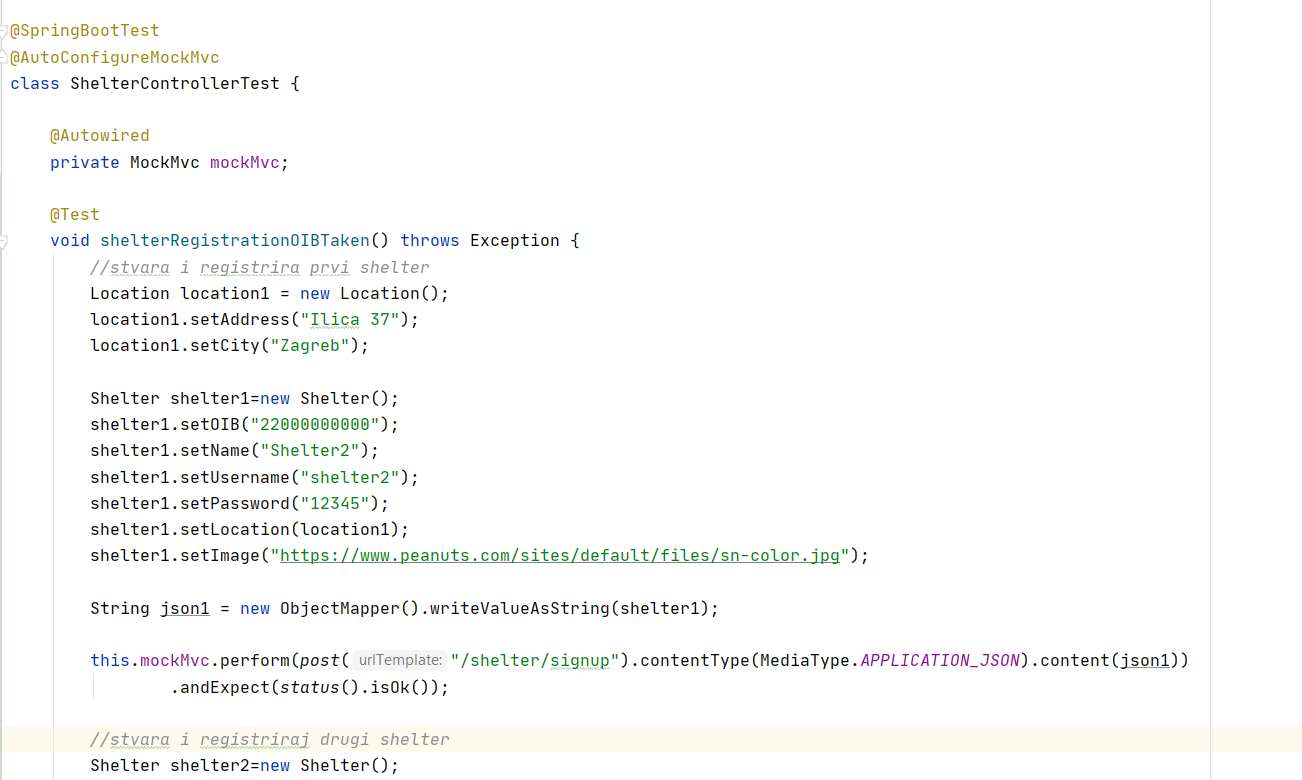 @SpringBootTest
@AutoConfigureMockMvc
class ShelterControllerTest {
@Autowired
private MockMvc mockMvc;
@Test
void shelterRegistrationOIBTaken() throws Exception {
//stvara i registrira prvi shelter
Location location1 = new Location();
location1.setAddress("Ilica 37");
location1.setCity("Zagreb");
Shelter shelter1=new Shelter();
shelter1.setOIB("22000000000");
shelter1.setName("Shelter2");
shelter1.setUsername("shelter2");
shelter1.setPassword("12345");
shelter1.setLocation(location1);
shelter1.setImage("https://www.peanuts.com/sites/default/files/sn-color.jpg");
String json1 = new ObjectMapper().writeValueAsString(shelter1);
this.mockMvc.perform(post( urlTemplate: "/shelter/signup").contentType(MediaType.APPLICATION_JSON).content(json1))
.andExpect(status().isOk());
//stvara i registriraj drugi shelter
Shelter shelter2=new Shelter();